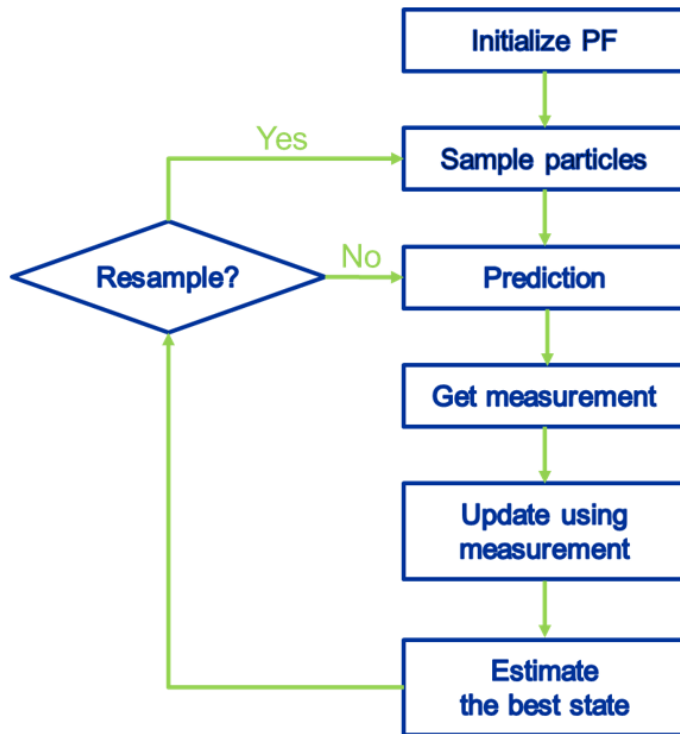 Initialize PF
Yes
Sample particles
Resample?
No
Prediction
Get measurement
Update using
measurement
Estimate
the best state